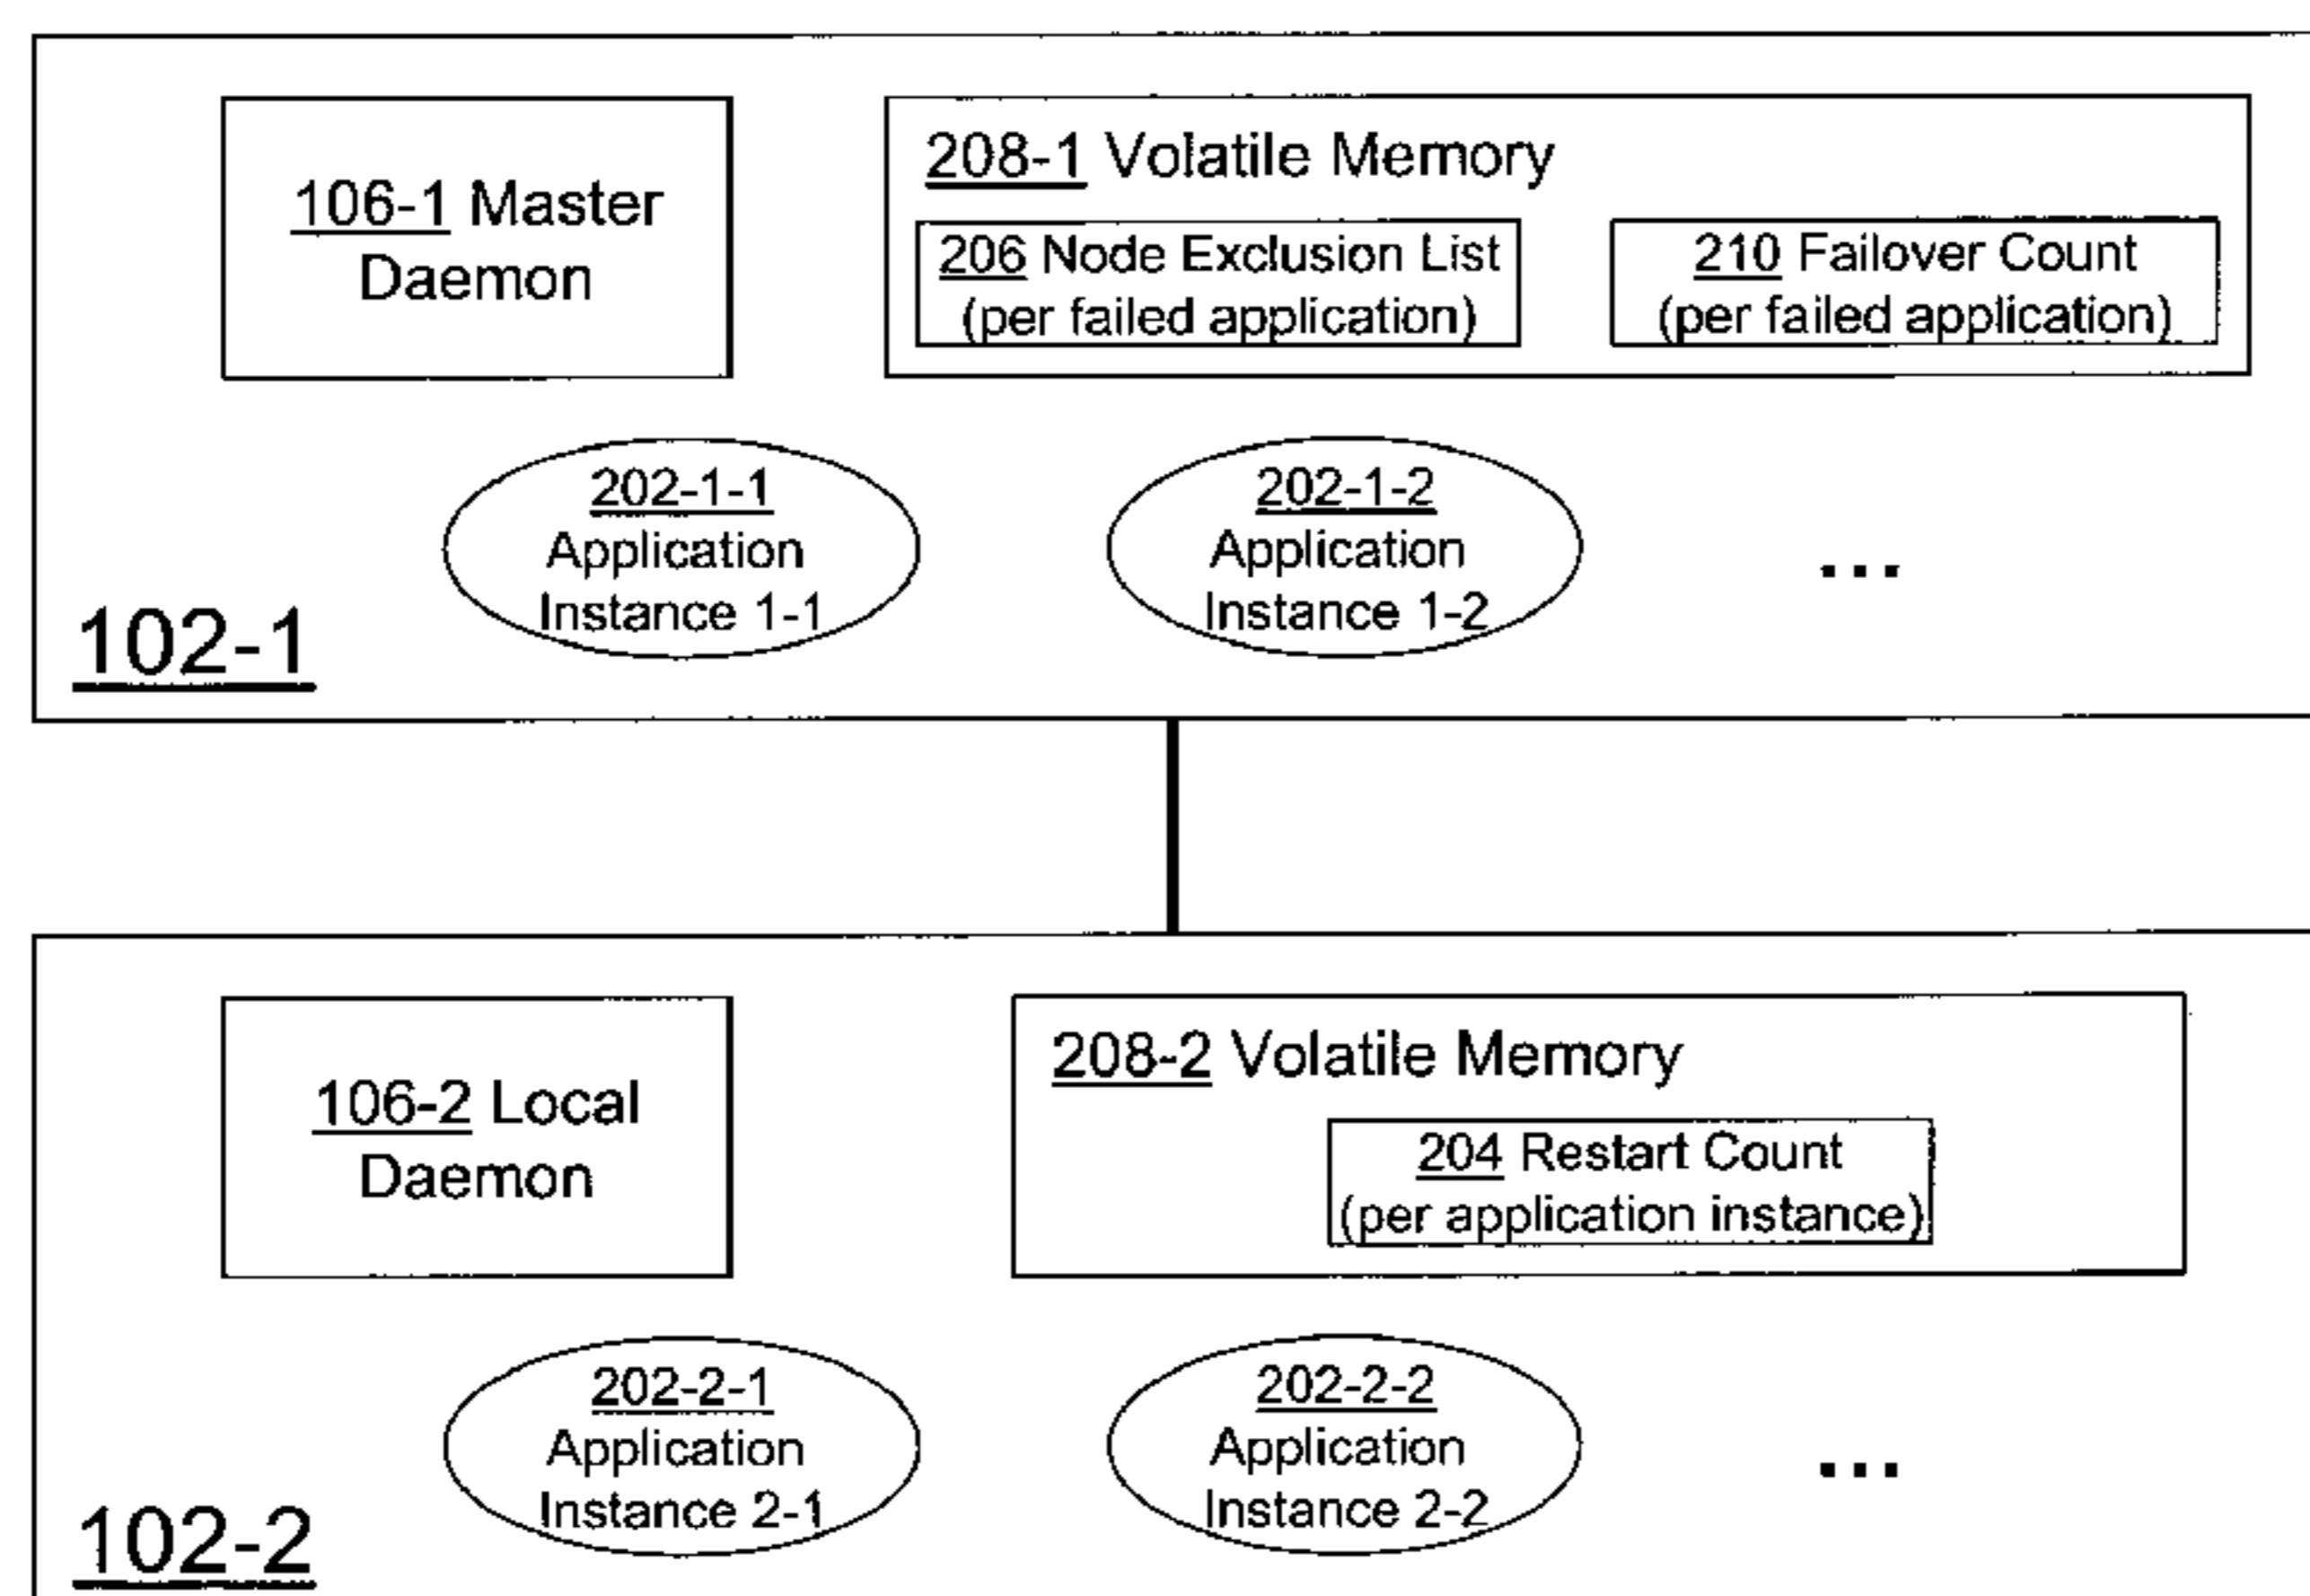 106-1 Master
Daemon
208-1 Volatile Memory
206 Node Exclusion List
(per failed application)
210 Failover Count
(per failed application)
202-1-1
Application
Instance 1-1
202-1-2
Application
Instance 1-2
...
102-1
106-2 Local
Daemon
208-2 Volatile Memory
204 Restart Count
(per application instance)
202-2-1
Application
Instance 2-1
202-2-2
Application
Instance 2-2
...
102-2